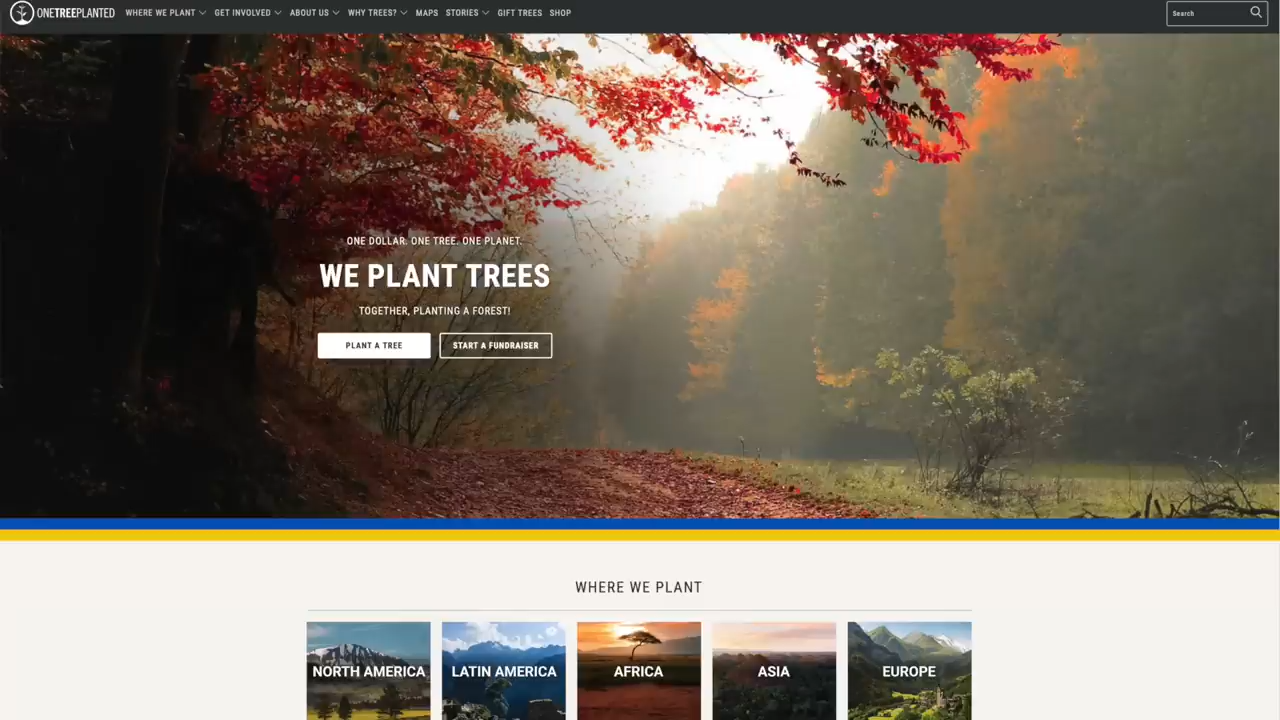 ONETREEPLANTED
WHERE WE PLANT
GET INVOLVED
ABOUT US
WHY TREES?
MAPS
STORIES
GIFT TREES
SHOP
Search
ONE DOLLAR. ONE TREE. ONE PLANET.
WE PLANT TREES
TOGETHER, PLANTING A FOREST!
PLANT A TREE
START A FUNDRAISER
WHERE WE PLANT
NORTH AMERICA
LATIN AMERICA
AFRICA
ASIA
EUROPE